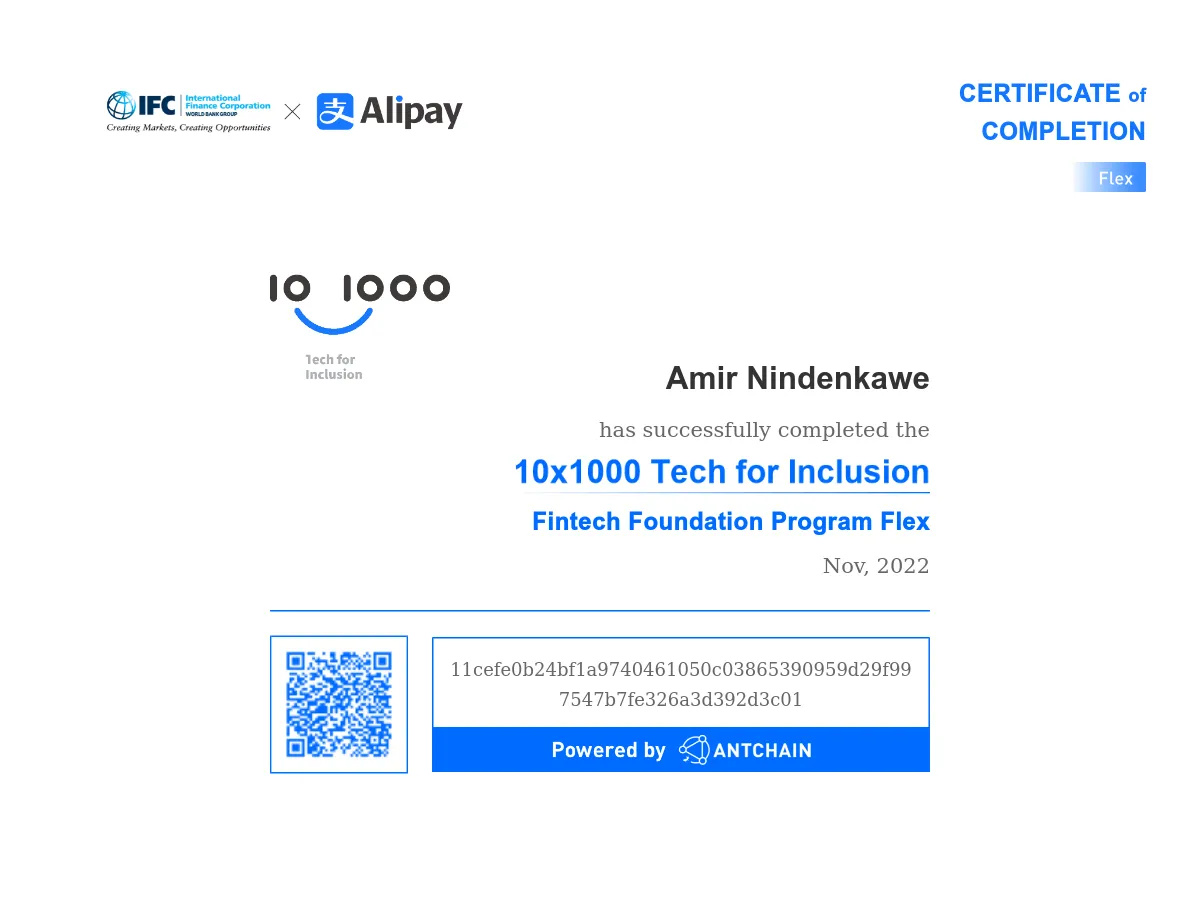 IFC
International
Finance Corporation
WORLD BANK GROUP
Creating Markets, Creating Opportunities
支 Alipay
CERTIFICATE of
COMPLETION
Flex
10 1000
Tech for
Inclusion
Amir Nindenkawe
has successfully completed the
10x1000 Tech for Inclusion
Fintech Foundation Program Flex
Nov, 2022
11cefe0b24bf1a9740461050c03865390959d29f99
7547b7fe326a3d392d3c01
Powered by ANTCHAIN